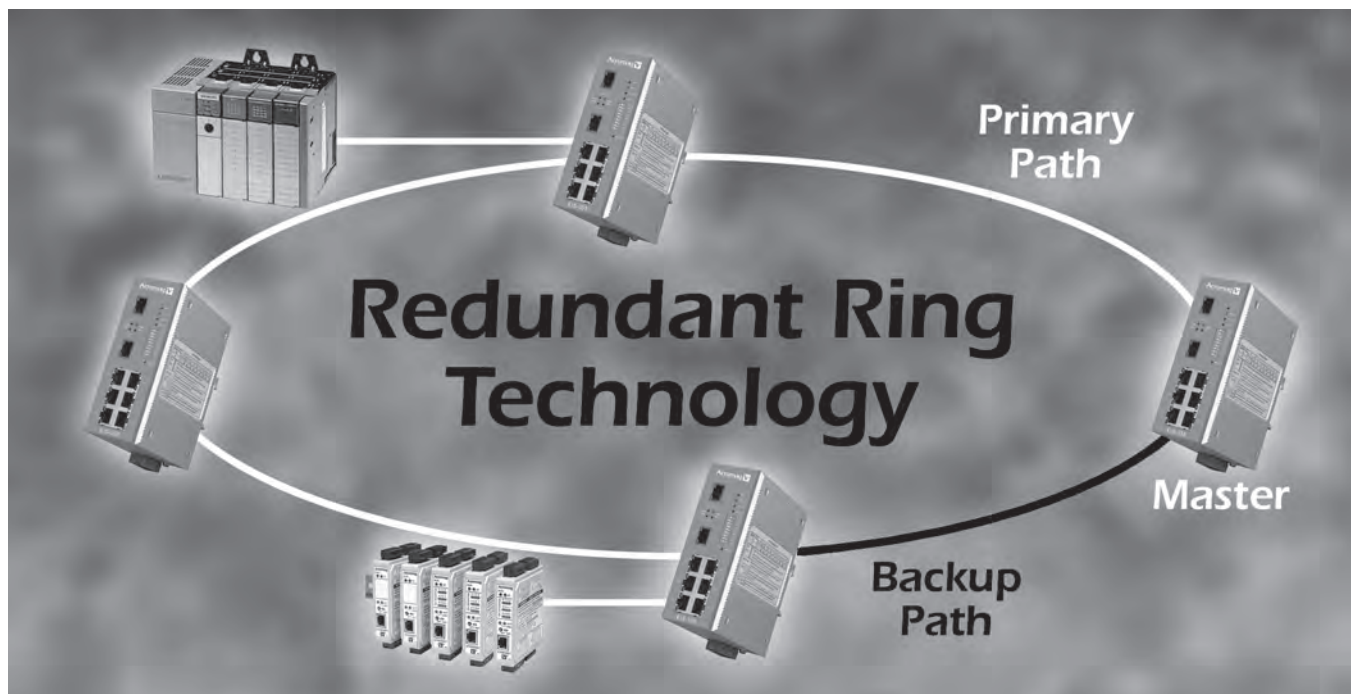 Primary
Path
Redundant Ring
Technology
Master
Backup
Path